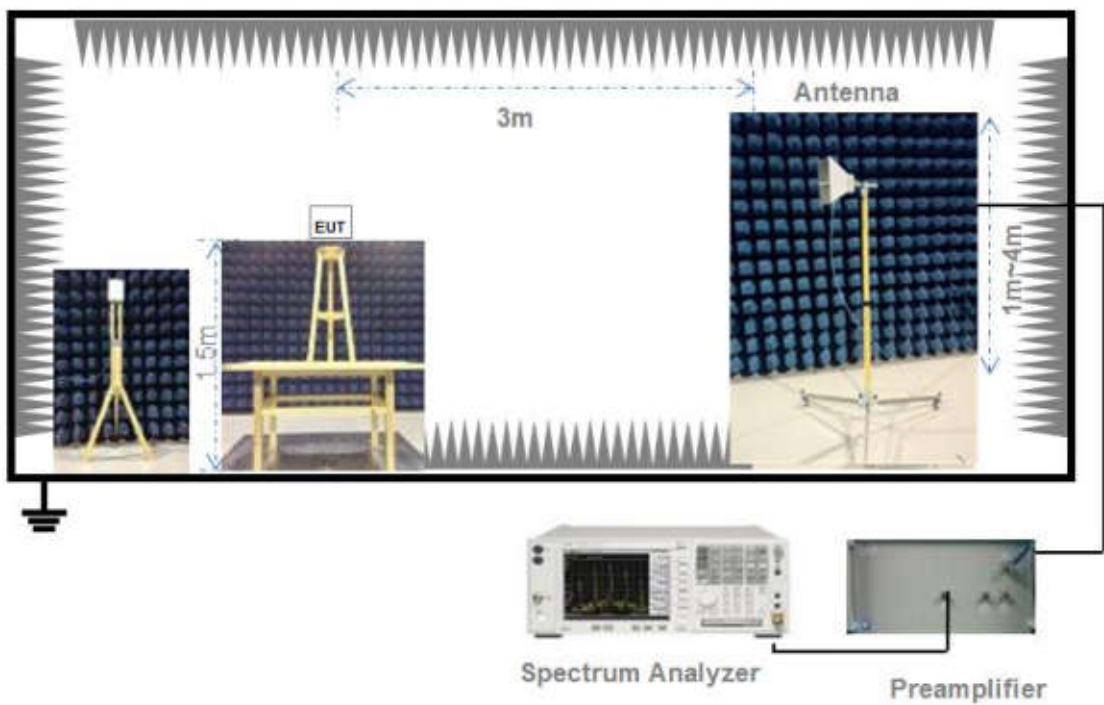 Antenna
3m
EUT
1.5m
1m~4m
Spectrum Analyzer
Preamplifier